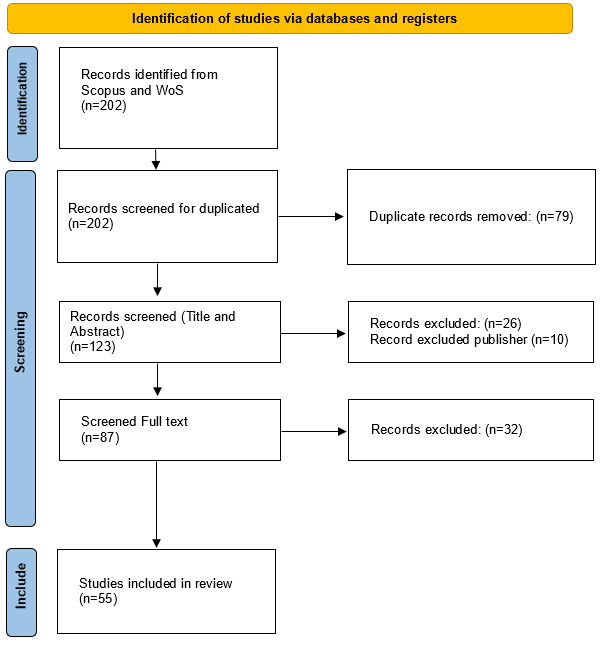 Identification of studies via databases and registers
Identification
Records identified from
Scopus and WoS
(n=202)
Screening
Records screened for duplicated
(n=202)
Duplicate records removed: (n=79)
Records screened (Title and
Abstract)
(n=123)
Records excluded: (n=26)
Record excluded publisher (n=10)
Screened Full text
(n=87)
Records excluded: (n=32)
Include
Studies included in review
(n=55)